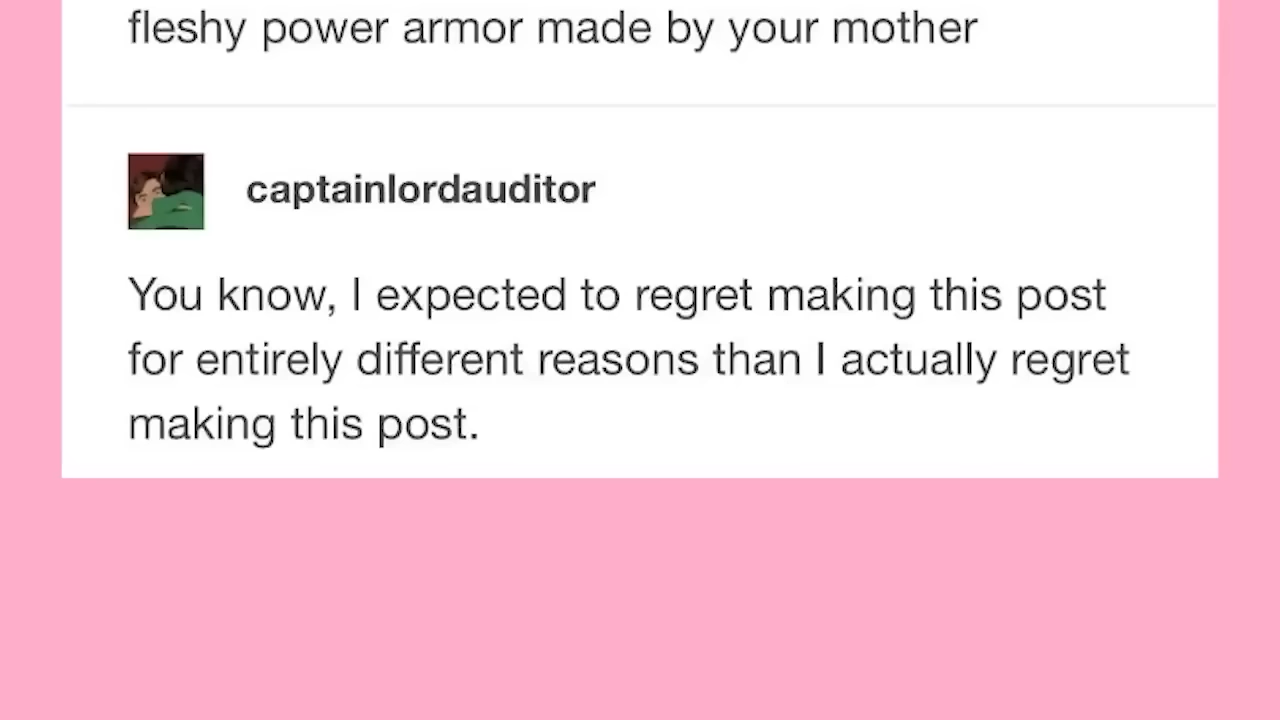 fleshy power armor made by your mother
captainlordauditor
You know, I expected to regret making this post
for entirely different reasons than I actually regret
making this post.